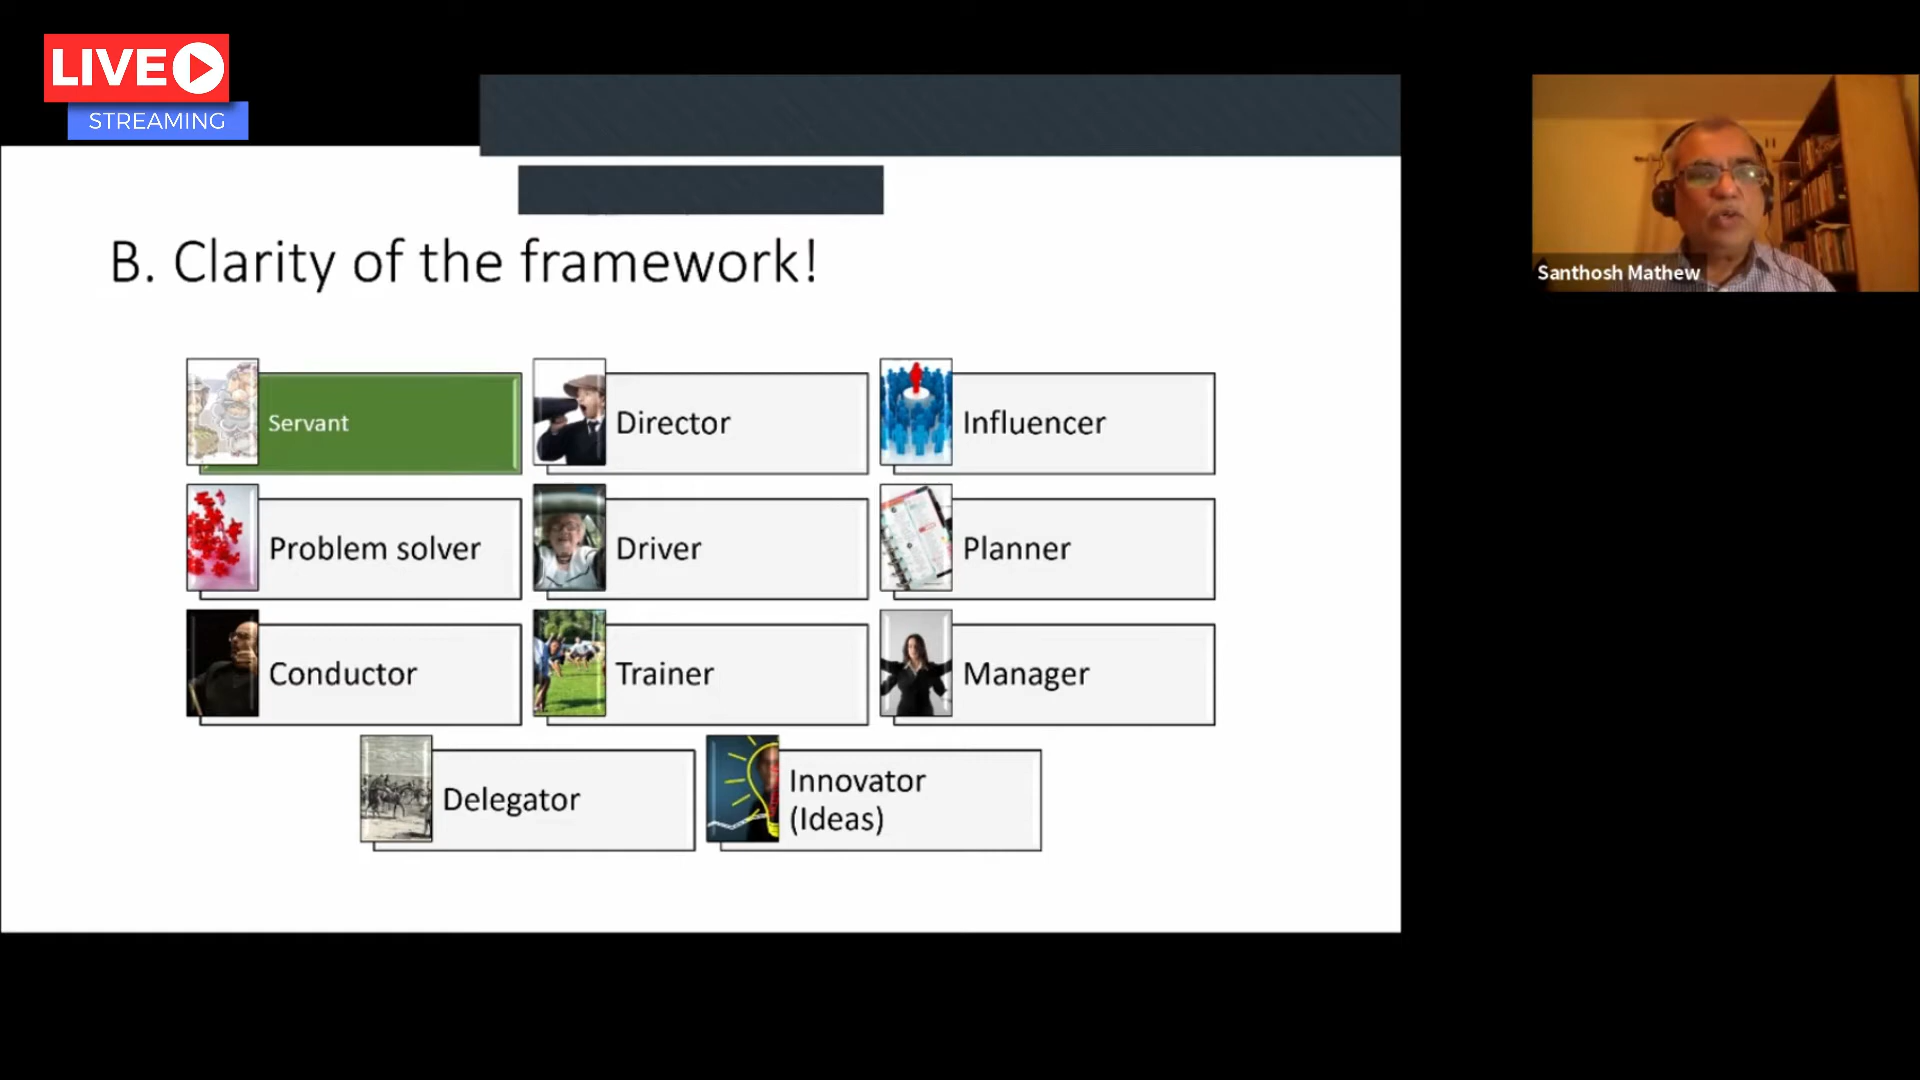 LIVE
STREAMING
B. Clarity of the framework!
Santhosh Mathew
Servant
Director
Influencer
Problem solver
Driver
Planner
Conductor
Trainer
Manager
Delegator
Innovator
(Ideas)